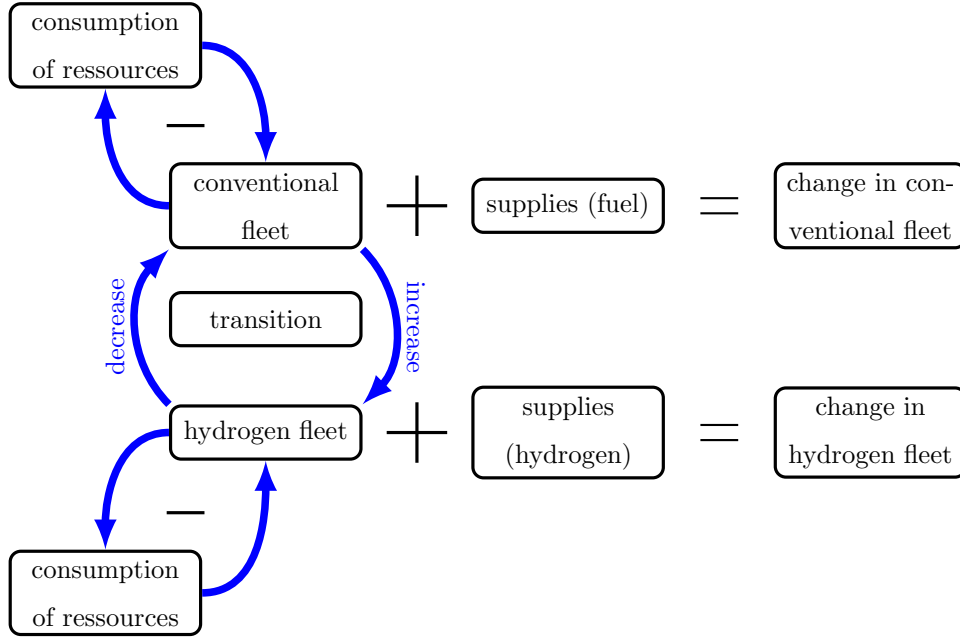 consumption
of ressources
−
conventional
fleet
+
supplies (fuel)
=
change in con-
ventional fleet
decrease
transition
increase
hydrogen fleet
+
supplies
(hydrogen)
=
change in
hydrogen fleet
−
consumption
of ressources